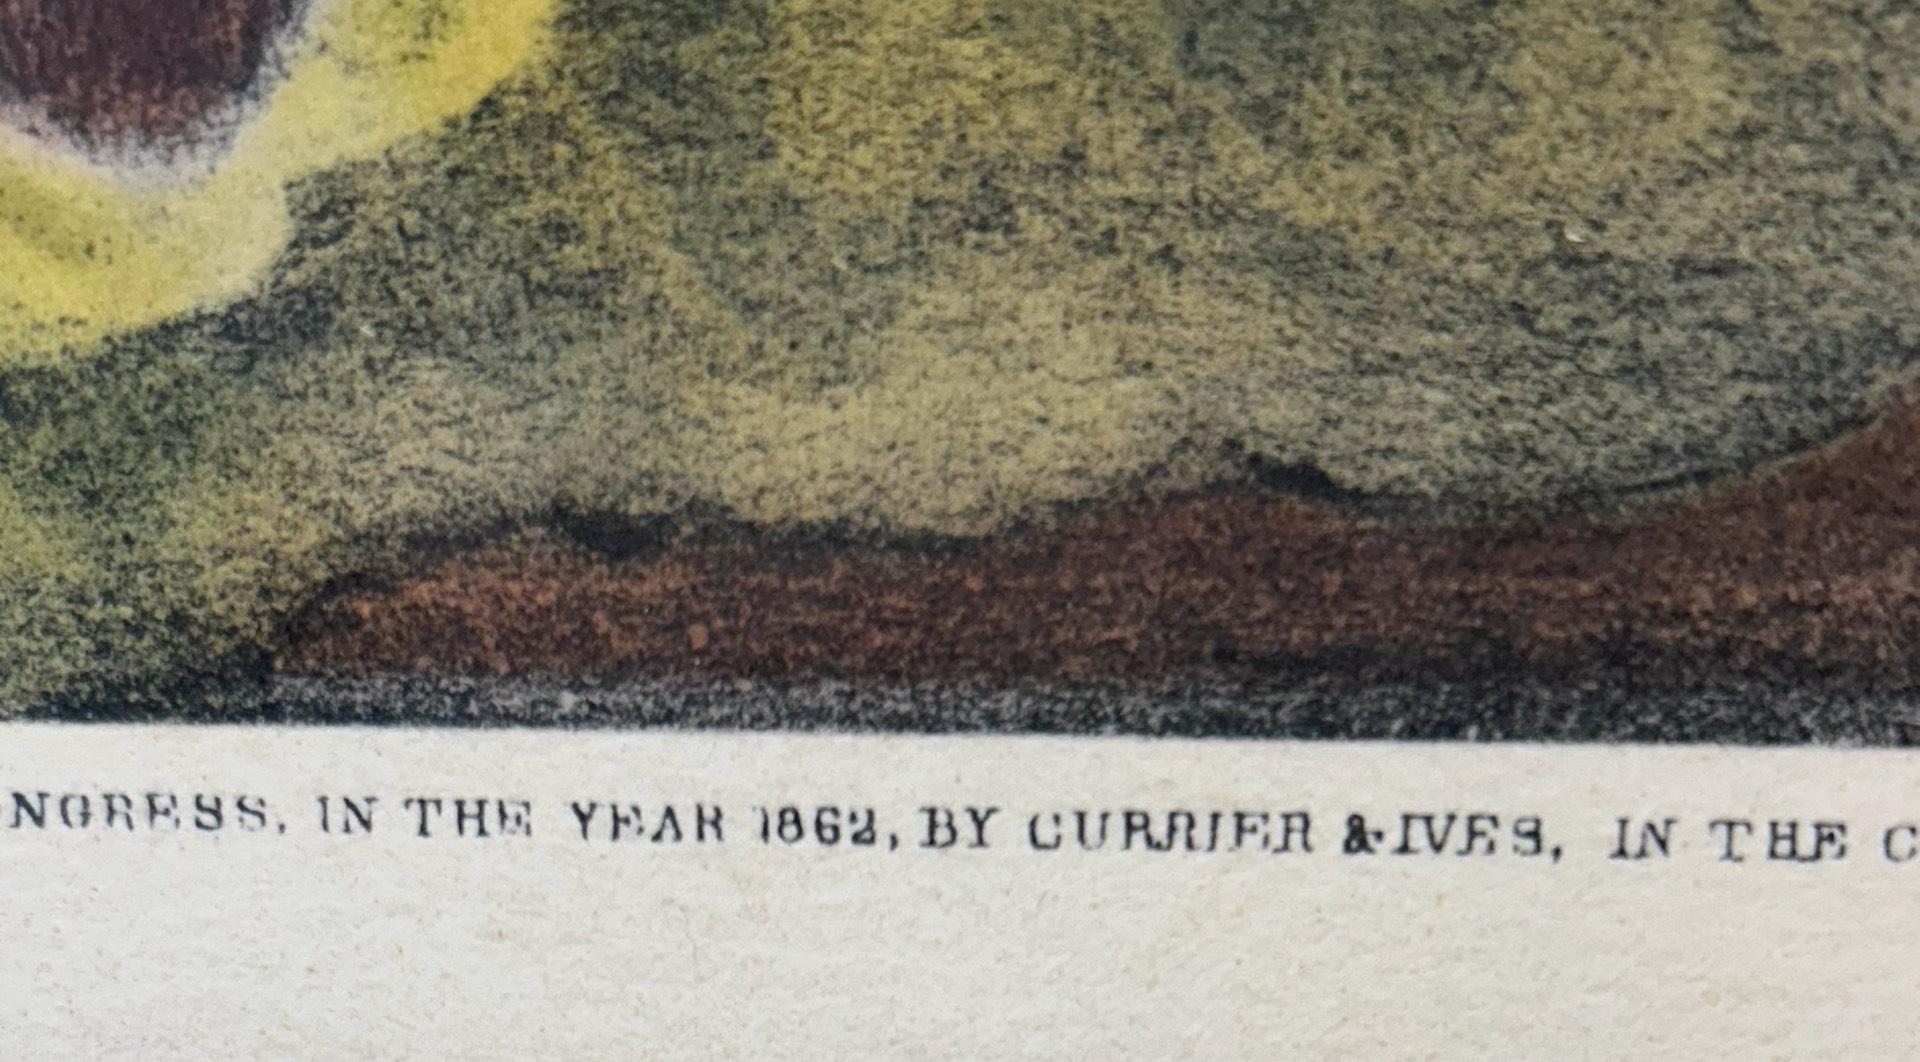 NGRESS, IN THE YEAR 1862, BY CURRIER & IVES, IN THE C